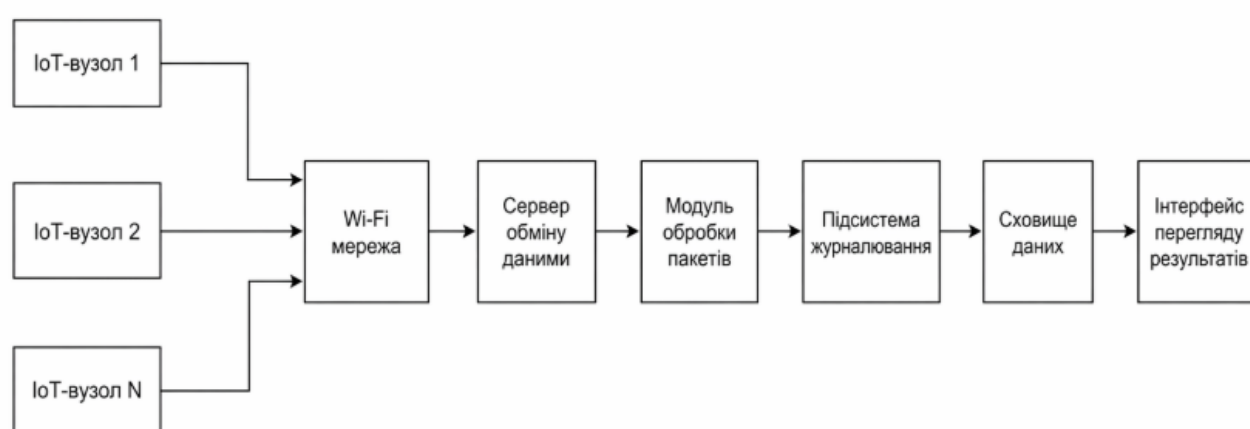 IoT-вузол 1
IoT-вузол 2
IoT-вузол N
Wi-Fi
мережа
Сервер
обміну
даними
Модуль
обробки
пакетів
Підсистема
журналювання
Сховище
даних
Інтерфейс
перегляду
результатів